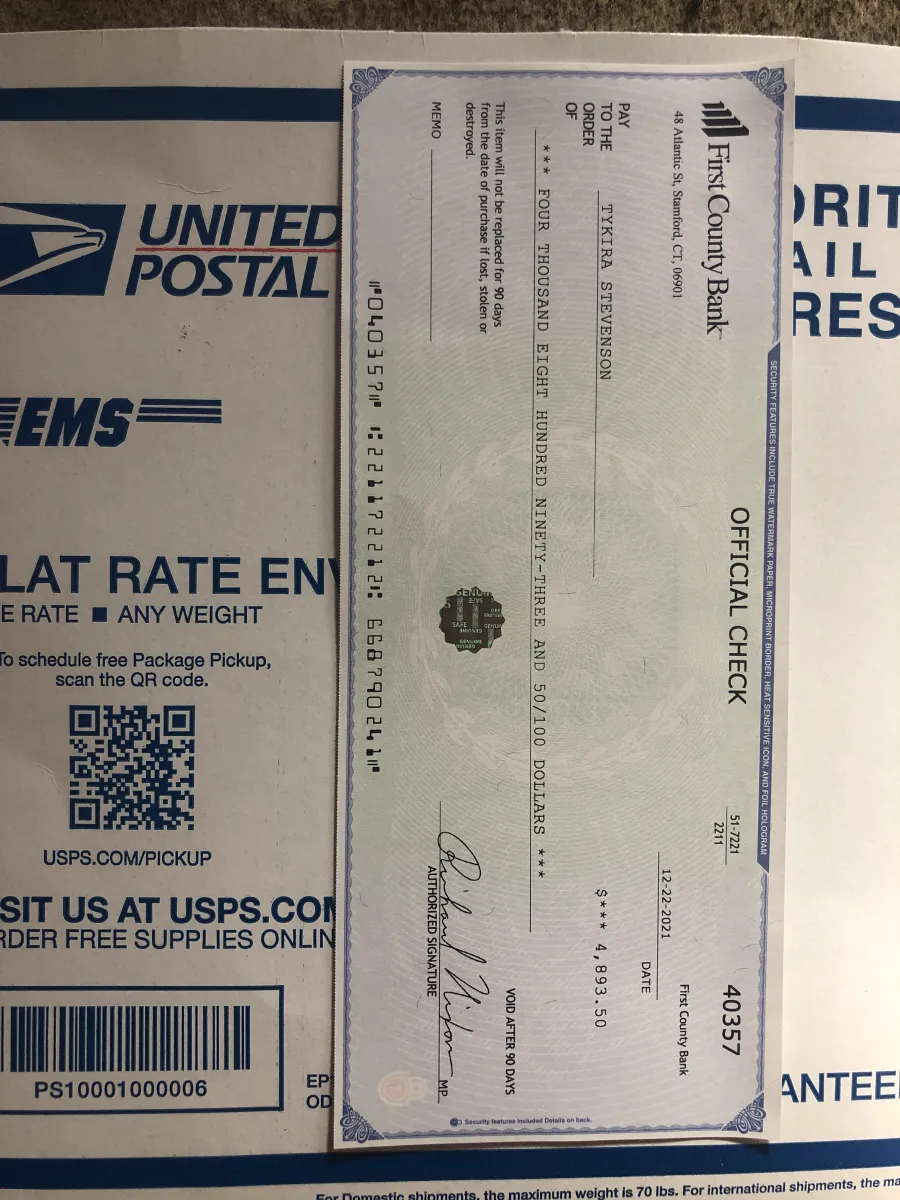 SECURITY FEATURES INCLUDE TRUE WATERMARK PAPER, MICROPRINT BORDER, HEAT SENSITIVE ICON, AND FOIL HOLOGRAM
First County Bank
48 Atlantic St, Stamford, CT, 06901
OFFICIAL CHECK
51-7221
2211
40357
First County Bank
12-22-2021
DATE
PAY
TO THE
ORDER
OF
TYKIRA STEVENSON
$*** 4,893.50
*** FOUR THOUSAND EIGHT HUNDRED NINETY-THREE AND 50/100 DOLLARS ***
This item will not be replaced for 90 days
from the date of purchase if lost, stolen or
destroyed.
VOID AFTER 90 DAYS
MEMO
Richard Nixon
MP
AUTHORIZED SIGNATURE
⑈040357⑈ ⑆221172212⑆ 668790241⑈
Security features included Details on back.
UNITED
POSTAL
ORIT
AIL
RES
EMS
LAT RATE ENV
E RATE ■ ANY WEIGHT
To schedule free Package Pickup,
scan the QR code.
USPS.COM/PICKUP
SIT US AT USPS.COM
RDER FREE SUPPLIES ONLIN
PS10001000006
EP
OD
ANTEE
For Domestic shipments, the maximum weight is 70 lbs. For international shipments, the ma